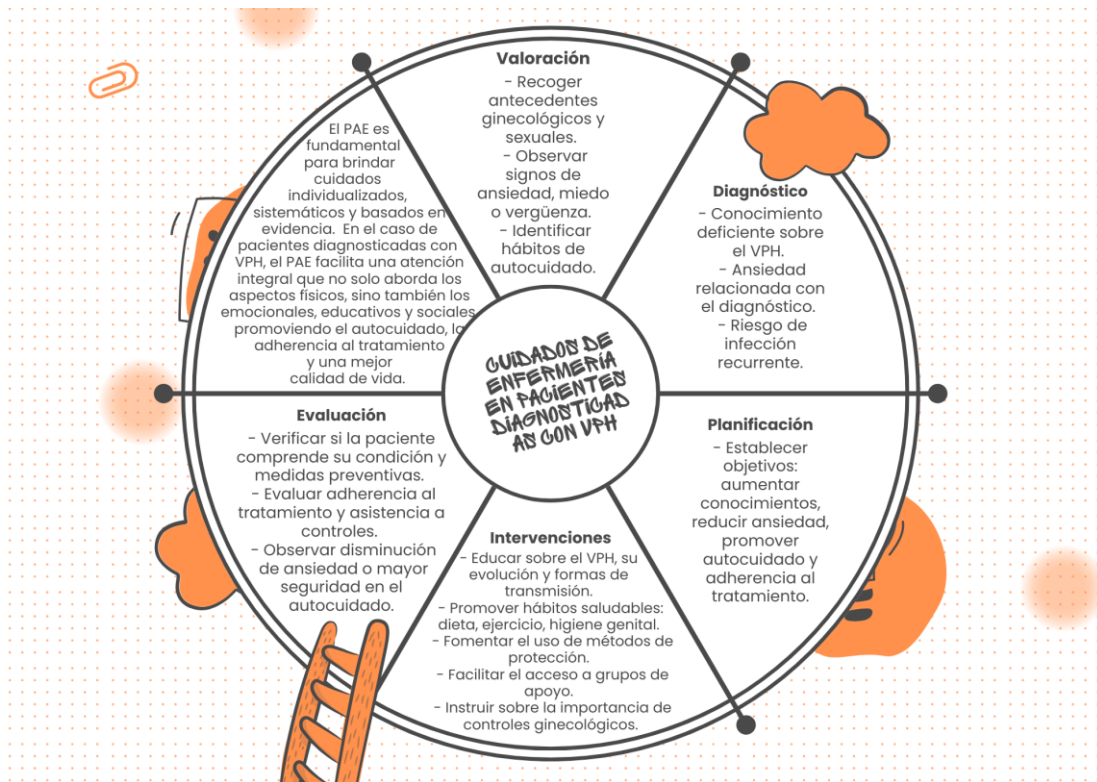 Valoración
- Recoger
antecedentes
ginecológicos y
sexuales.
- Observar
signos de
ansiedad, miedo
o vergüenza.
- Identificar
hábitos de
autocuidado.
Diagnóstico
- Conocimiento
deficiente sobre
el VPH.
- Ansiedad
relacionada con
el diagnóstico.
- Riesgo de
infección
recurrente.
Planificación
- Establecer
objetivos:
aumentar
conocimientos,
reducir ansiedad,
promover
autocuidado y
adherencia al
tratamiento.
Intervenciones
- Educar sobre el VPH, su
evolución y formas de
transmisión.
- Promover hábitos saludables:
dieta, ejercicio, higiene genital.
- Fomentar el uso de métodos de
protección.
- Facilitar el acceso a grupos de
apoyo.
- Instruir sobre la importancia de
controles ginecológicos.
Evaluación
- Verificar si la paciente
comprende su condición y
medidas preventivas.
- Evaluar adherencia al
tratamiento y asistencia a
controles.
- Observar disminución
de ansiedad o mayor
seguridad en el
autocuidado.
El PAE es
fundamental
para brindar
cuidados
individualizados,
sistemáticos y basados en
evidencia. En el caso de
pacientes diagnosticadas con
VPH, el PAE facilita una atención
integral que no solo aborda los
aspectos físicos, sino también los
emocionales, educativos y sociales,
promoviendo el autocuidado, la
adherencia al tratamiento
y una mejor
calidad de vida.
CUIDADOS DE
ENFERMERÍA
EN PACIENTES
DIAGNOSTICAD
AS CON VPH